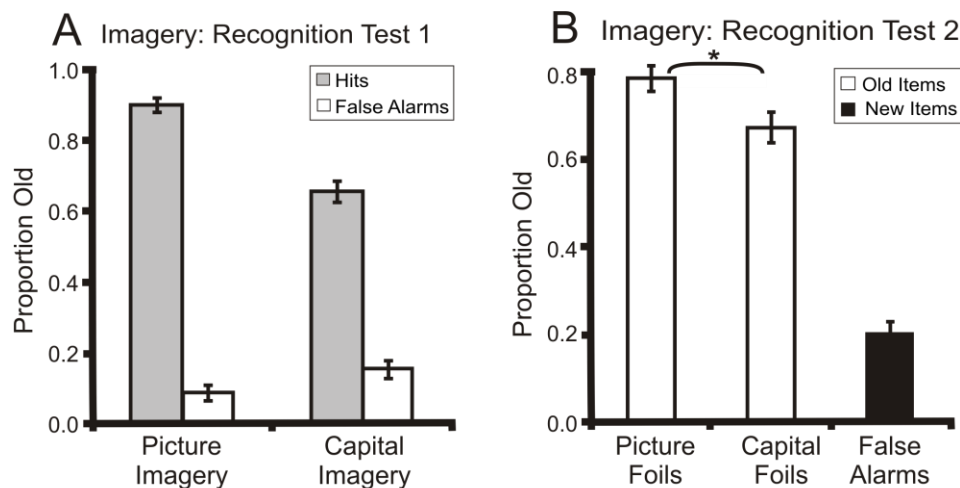 A Imagery: Recognition Test 1
Hits
False Alarms
Proportion Old
1.0
0.8
0.6
0.4
0.2
0.0
Picture
Imagery
Capital
Imagery
B Imagery: Recognition Test 2
*
Old Items
New Items
Proportion Old
0.8
0.6
0.4
0.2
0.0
Picture
Foils
Capital
Foils
False
Alarms